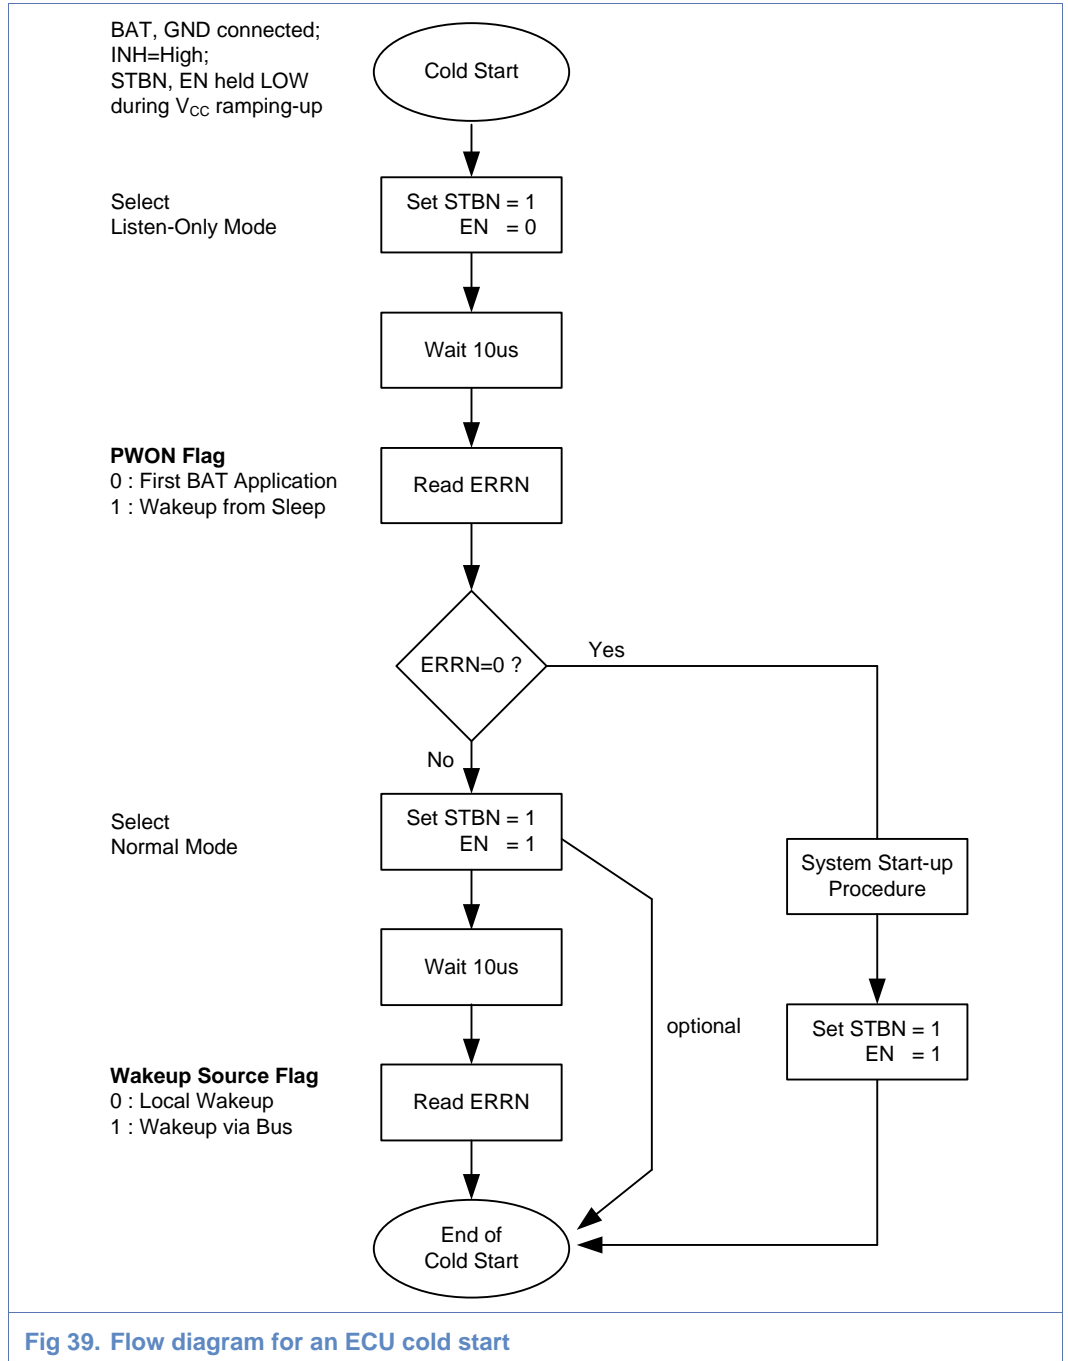 BAT, GND connected;
INH=High;
STBN, EN held LOW
during VCC ramping-up
Cold Start
Select
Listen-Only Mode
Set STBN = 1
EN = 0
Wait 10us
PWON Flag
0 : First BAT Application
1 : Wakeup from Sleep
Read ERRN
ERRN=0 ?
Yes
No
Select
Normal Mode
Set STBN = 1
EN = 1
System Start-up
Procedure
Wait 10us
optional
Set STBN = 1
EN = 1
Wakeup Source Flag
0 : Local Wakeup
1 : Wakeup via Bus
Read ERRN
End of
Cold Start
Fig 39. Flow diagram for an ECU cold start